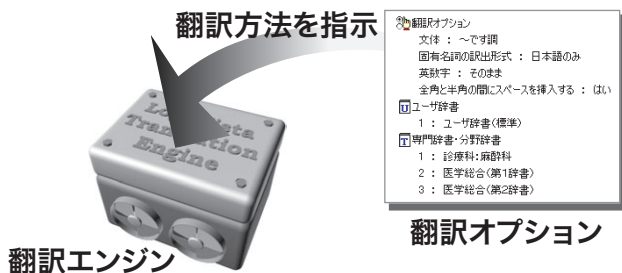 翻訳方法を指示
翻訳オプション
文体 : ～です調
固有名詞の訳出形式 : 日本語のみ
英数字 : そのまま
全角と半角の間にスペースを挿入する : はい
U ユーザ辞書
1 : ユーザ辞書(標準)
T 専門辞書・分野辞書
1 : 診療科:麻酔科
2 : 医学総合(第1辞書)
3 : 医学総合(第2辞書)
Translation
Engine
翻訳エンジン
翻訳オプション